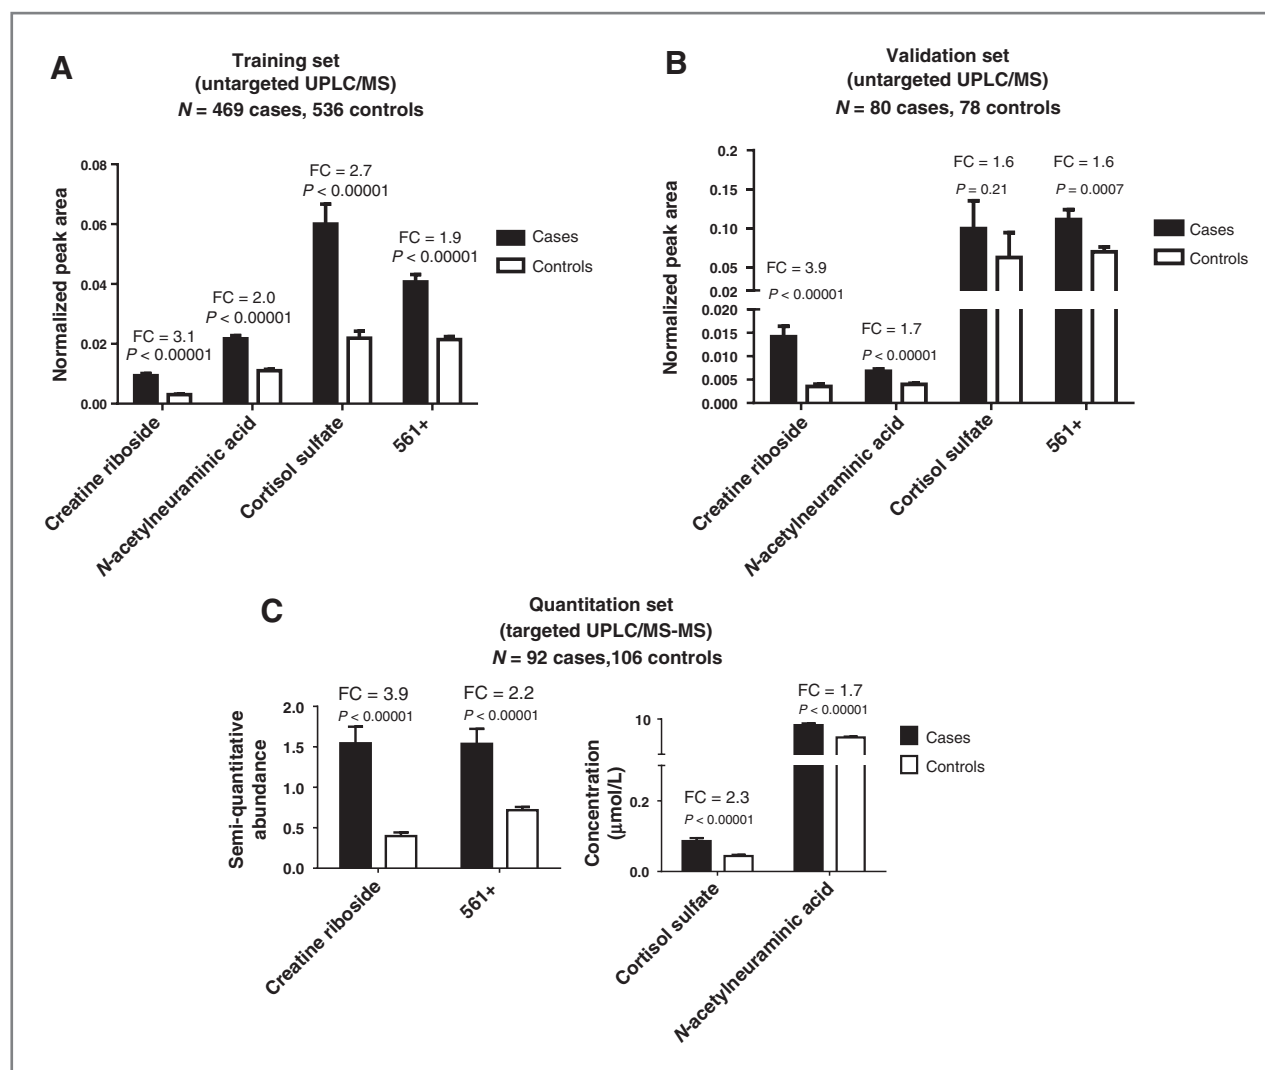 A
Training set
(untargeted UPLC/MS)
N = 469 cases, 536 controls
Normalized peak area
0.08
0.06
0.04
0.02
0.00
FC = 3.1
P < 0.00001
FC = 2.0
P < 0.00001
FC = 2.7
P < 0.00001
FC = 1.9
P < 0.00001
Cases
Controls
Creatine riboside
N-acetylneuraminic acid
Cortisol sulfate
561+
B
Validation set
(untargeted UPLC/MS)
N = 80 cases, 78 controls
Normalized peak area
0.2
0.15
0.10
0.05
0.02
0.020
0.015
0.010
0.005
0.000
FC = 3.9
P < 0.00001
FC = 1.7
P < 0.00001
FC = 1.6
P = 0.21
FC = 1.6
P = 0.0007
Cases
Controls
Creatine riboside
N-acetylneuraminic acid
Cortisol sulfate
561+
C
Quantitation set
(targeted UPLC/MS-MS)
N = 92 cases,106 controls
Semi-quantitative
abundance
2.0
1.5
1.0
0.5
0.0
FC = 3.9
P < 0.00001
FC = 2.2
P < 0.00001
Creatine riboside
561+
Concentration
(μmol/L)
10
0.2
0.0
FC = 2.3
P < 0.00001
FC = 1.7
P < 0.00001
Cases
Controls
Cortisol sulfate
N-acetylneuraminic acid